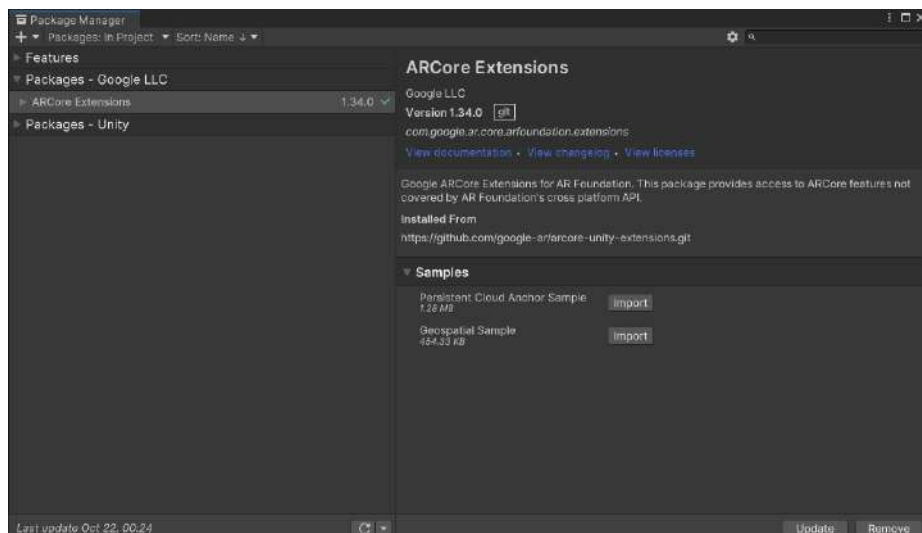 Package Manager
Packages: In Project
Sort: Name ↓
Features
Packages - Google LLC
ARCore Extensions
1.34.0
Packages - Unity
ARCore Extensions
Google LLC
Version 1.34.0
git
com.google.ar.core.arfoundation.extensions
View documentation • View changelog • View licenses
Google ARCore Extensions for AR Foundation. This package provides access to ARCore features not
covered by AR Foundation's cross platform API.
Installed From
https://github.com/google-ar/arcore-unity-extensions.git
Samples
Persistent Cloud Anchor Sample
1.28 MB
Import
Geospatial Sample
454.33 KB
Import
Last update Oct 22, 00:24
Update
Remove